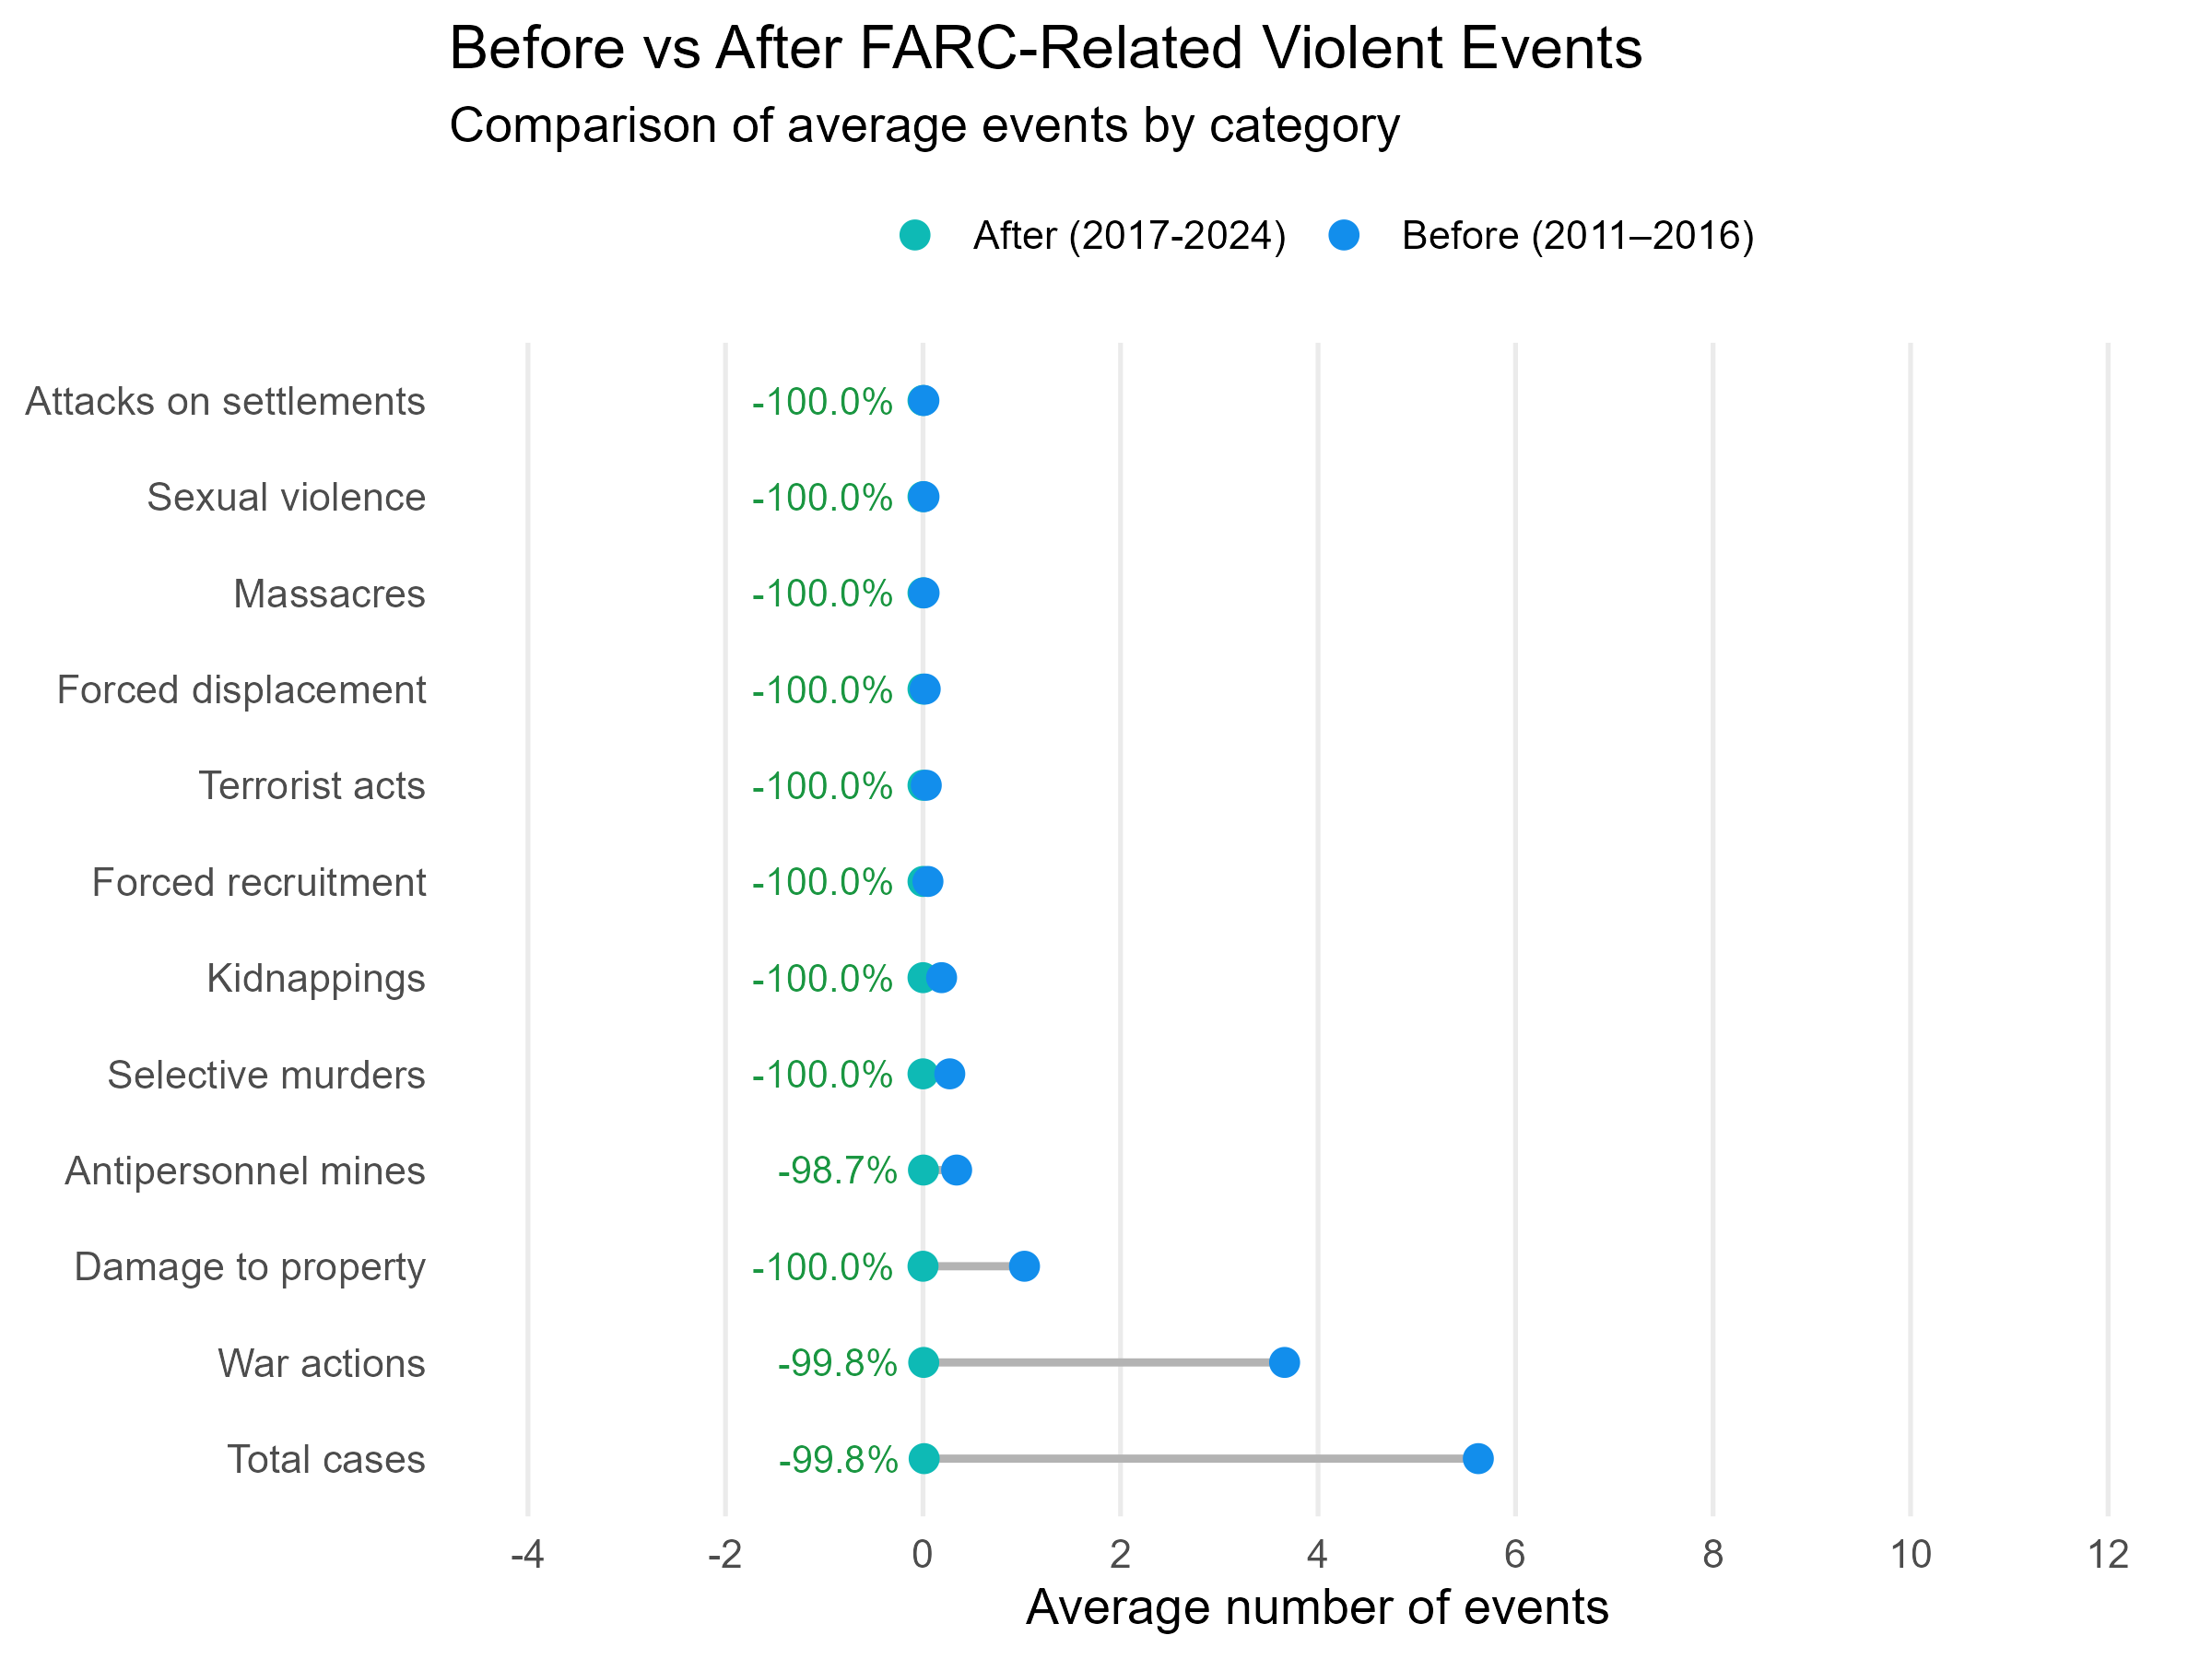 Before vs After FARC-Related Violent Events
Comparison of average events by category
After (2017-2024) Before (2011–2016)
Attacks on settlements -100.0%
Sexual violence -100.0%
Massacres -100.0%
Forced displacement -100.0%
Terrorist acts -100.0%
Forced recruitment -100.0%
Kidnappings -100.0%
Selective murders -100.0%
Antipersonnel mines -98.7%
Damage to property -100.0%
War actions -99.8%
Total cases -99.8%
-4 -2 0 2 4 6 8 10 12
Average number of events